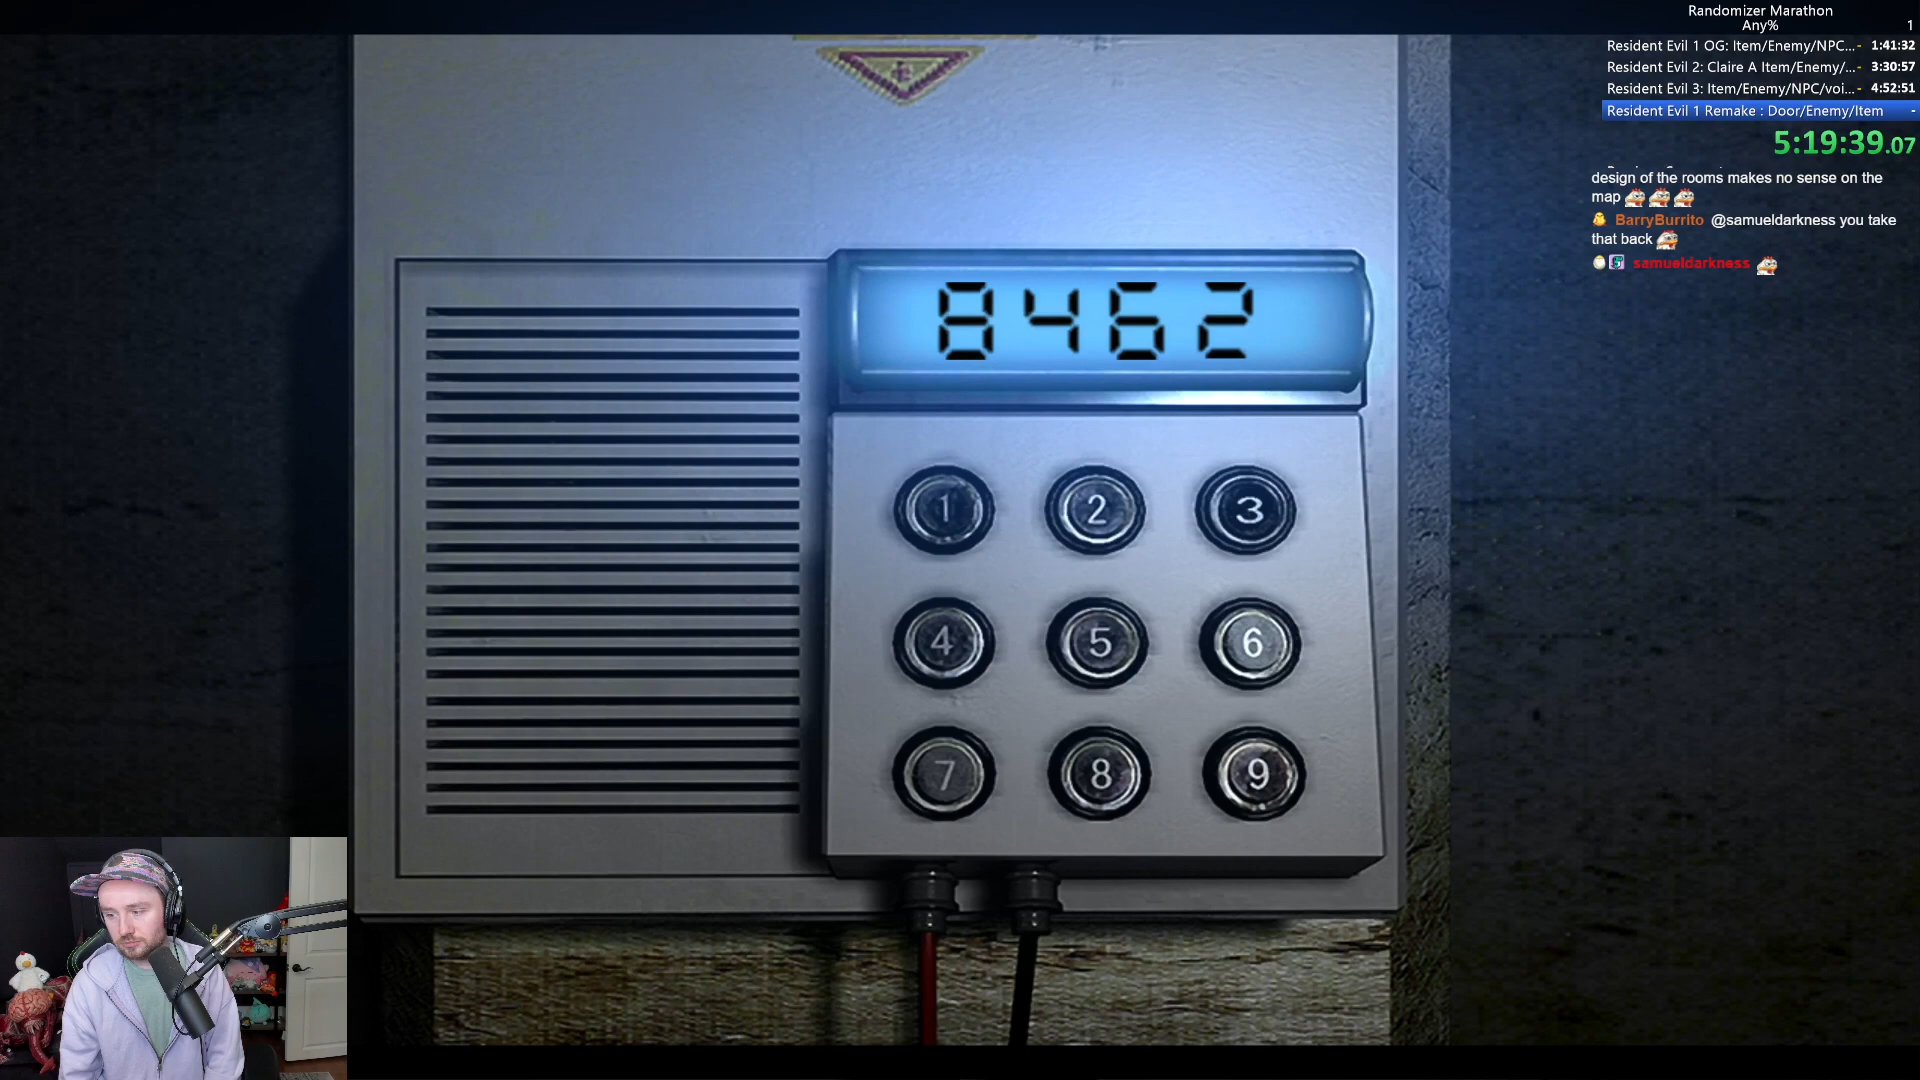 Randomizer Marathon
Any%
1
Resident Evil 1 OG: Item/Enemy/NPC... - 1:41:32
Resident Evil 2: Claire A Item/Enemy/... - 3:30:57
Resident Evil 3: Item/Enemy/NPC/voi... - 4:52:51
Resident Evil 1 Remake : Door/Enemy/Item -
5:19:39.07
design of the rooms makes no sense on the
map
BarryBurrito @samueldarkness you take
that back
samueldarkness
8462
1 2 3
4 5 6
7 8 9